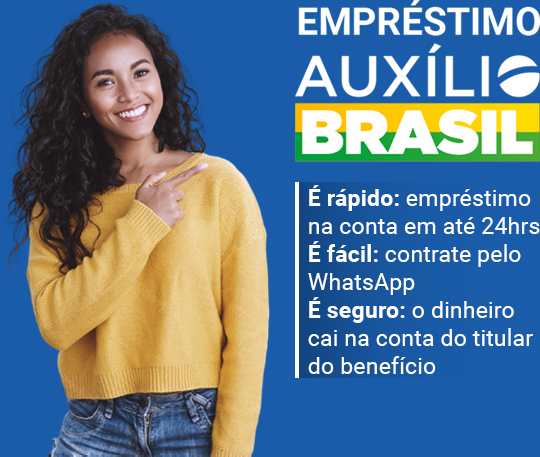 EMPRÉSTIMO
AUXÍLIO
BRASIL
É rápido: empréstimo
na conta em até 24hrs
É fácil: contrate pelo
WhatsApp
É seguro: o dinheiro
cai na conta do titular
do benefício